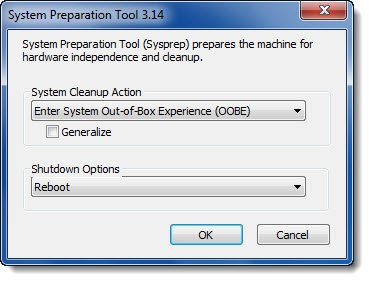 System Preparation Tool 3.14
System Preparation Tool (Sysprep) prepares the machine for
hardware independence and cleanup.
System Cleanup Action
Enter System Out-of-Box Experience (OOBE)
Generalize
Shutdown Options
Reboot
OK
Cancel